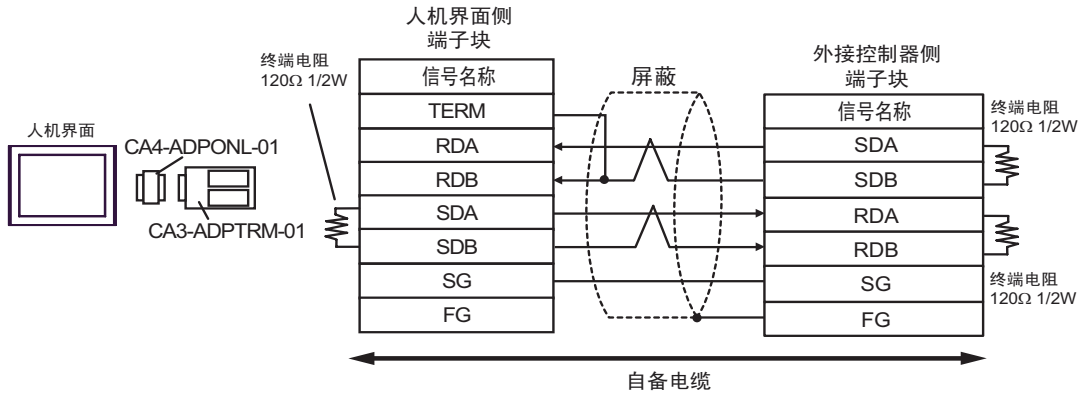 人机界面
CA4-ADPONL-01
CA3-ADPTRM-01
终端电阻
120Ω 1/2W
人机界面侧
端子块
信号名称
TERM
RDA
RDB
SDA
SDB
SG
FG
屏蔽
外接控制器侧
端子块
信号名称
SDA
SDB
RDA
RDB
SG
FG
终端电阻
120Ω 1/2W
终端电阻
120Ω 1/2W
自备电缆